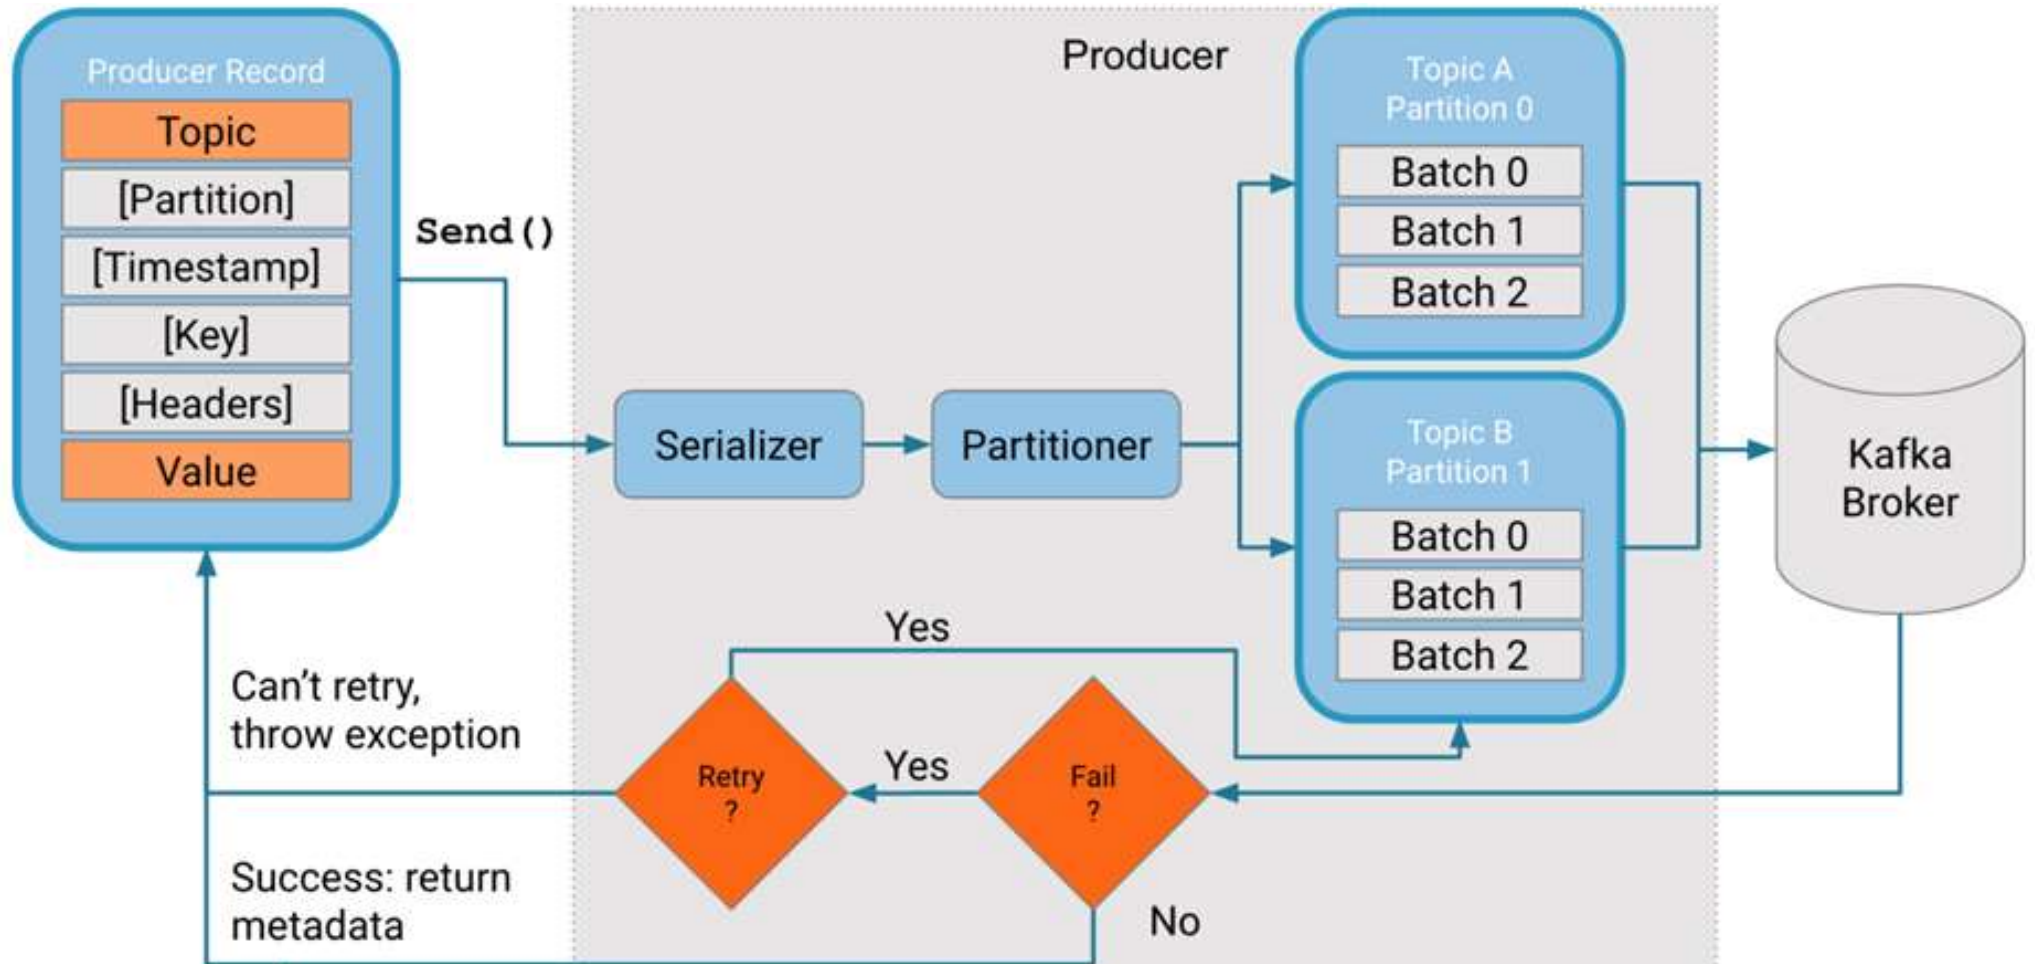 Producer Record
Topic
[Partition]
[Timestamp]
[Key]
[Headers]
Value
Send()
Producer
Serializer
Partitioner
Topic A
Partition 0
Batch 0
Batch 1
Batch 2
Topic B
Partition 1
Batch 0
Batch 1
Batch 2
Kafka
Broker
Yes
Can’t retry,
throw exception
Retry
?
Yes
Fail
?
Success: return
metadata
No